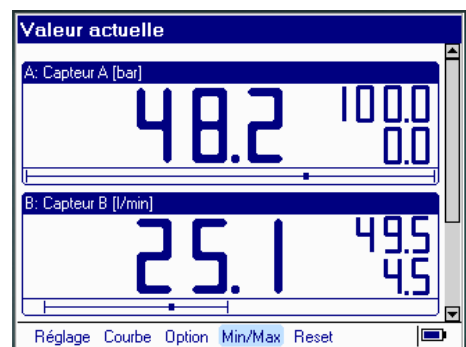 Valeur actuelle
A: Capteur A [bar]
48.2 100.0
0.0
B: Capteur B [l/min]
25.1 49.5
4.5
Réglage Courbe Option Min/Max Reset